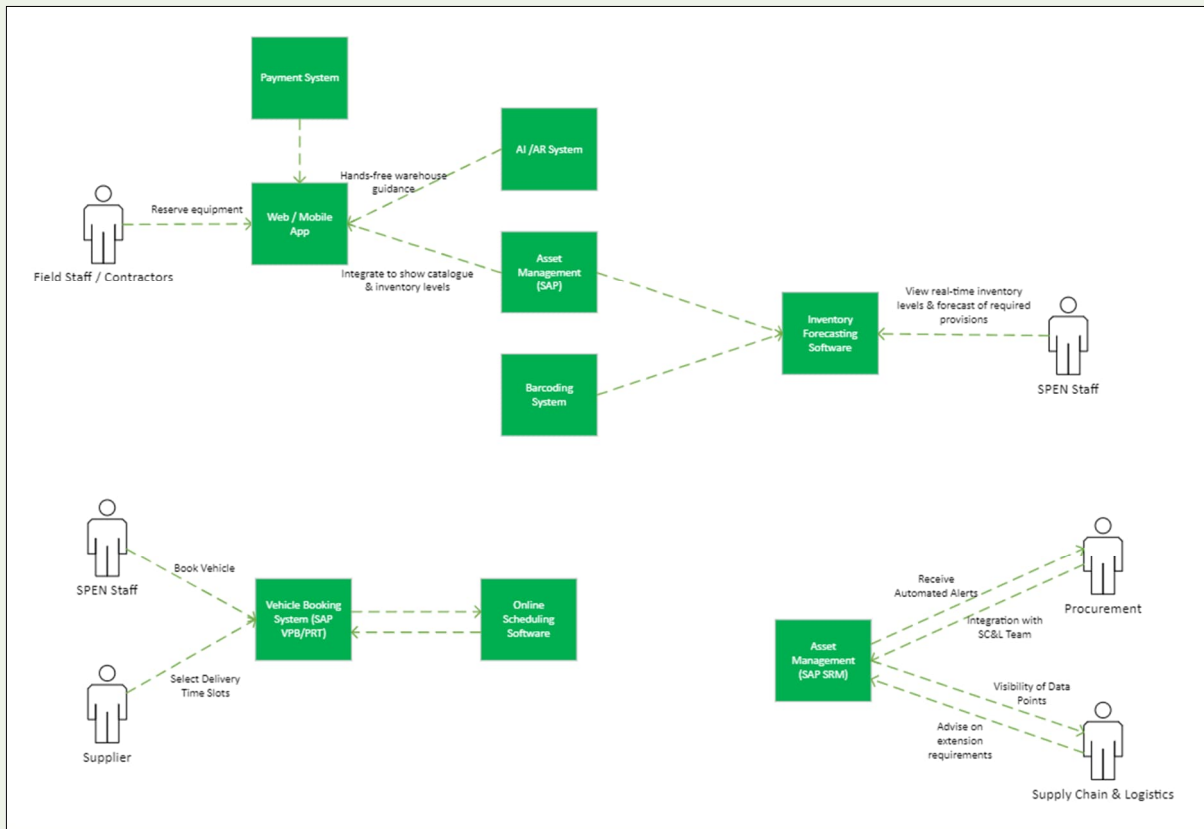 Payment System
AI /AR System
Hands-free warehouse
guidance
Reserve equipment
Web / Mobile
App
Field Staff / Contractors
Asset
Management
(SAP)
Integrate to show catalogue
& inventory levels
View real-time inventory
levels & forecast of required
provisions
Inventory
Forecasting
Software
SPEN Staff
Barcoding
System
Book Vehicle
SPEN Staff
Vehicle Booking
System (SAP
VPB/PRT)
Online
Scheduling
Software
Select Delivery
Time Slots
Supplier
Receive
Automated Alerts
Procurement
Integration with
SC&L Team
Asset
Management
(SAP SRM)
Visibility of Data
Points
Advise on
extension
requirements
Supply Chain & Logistics